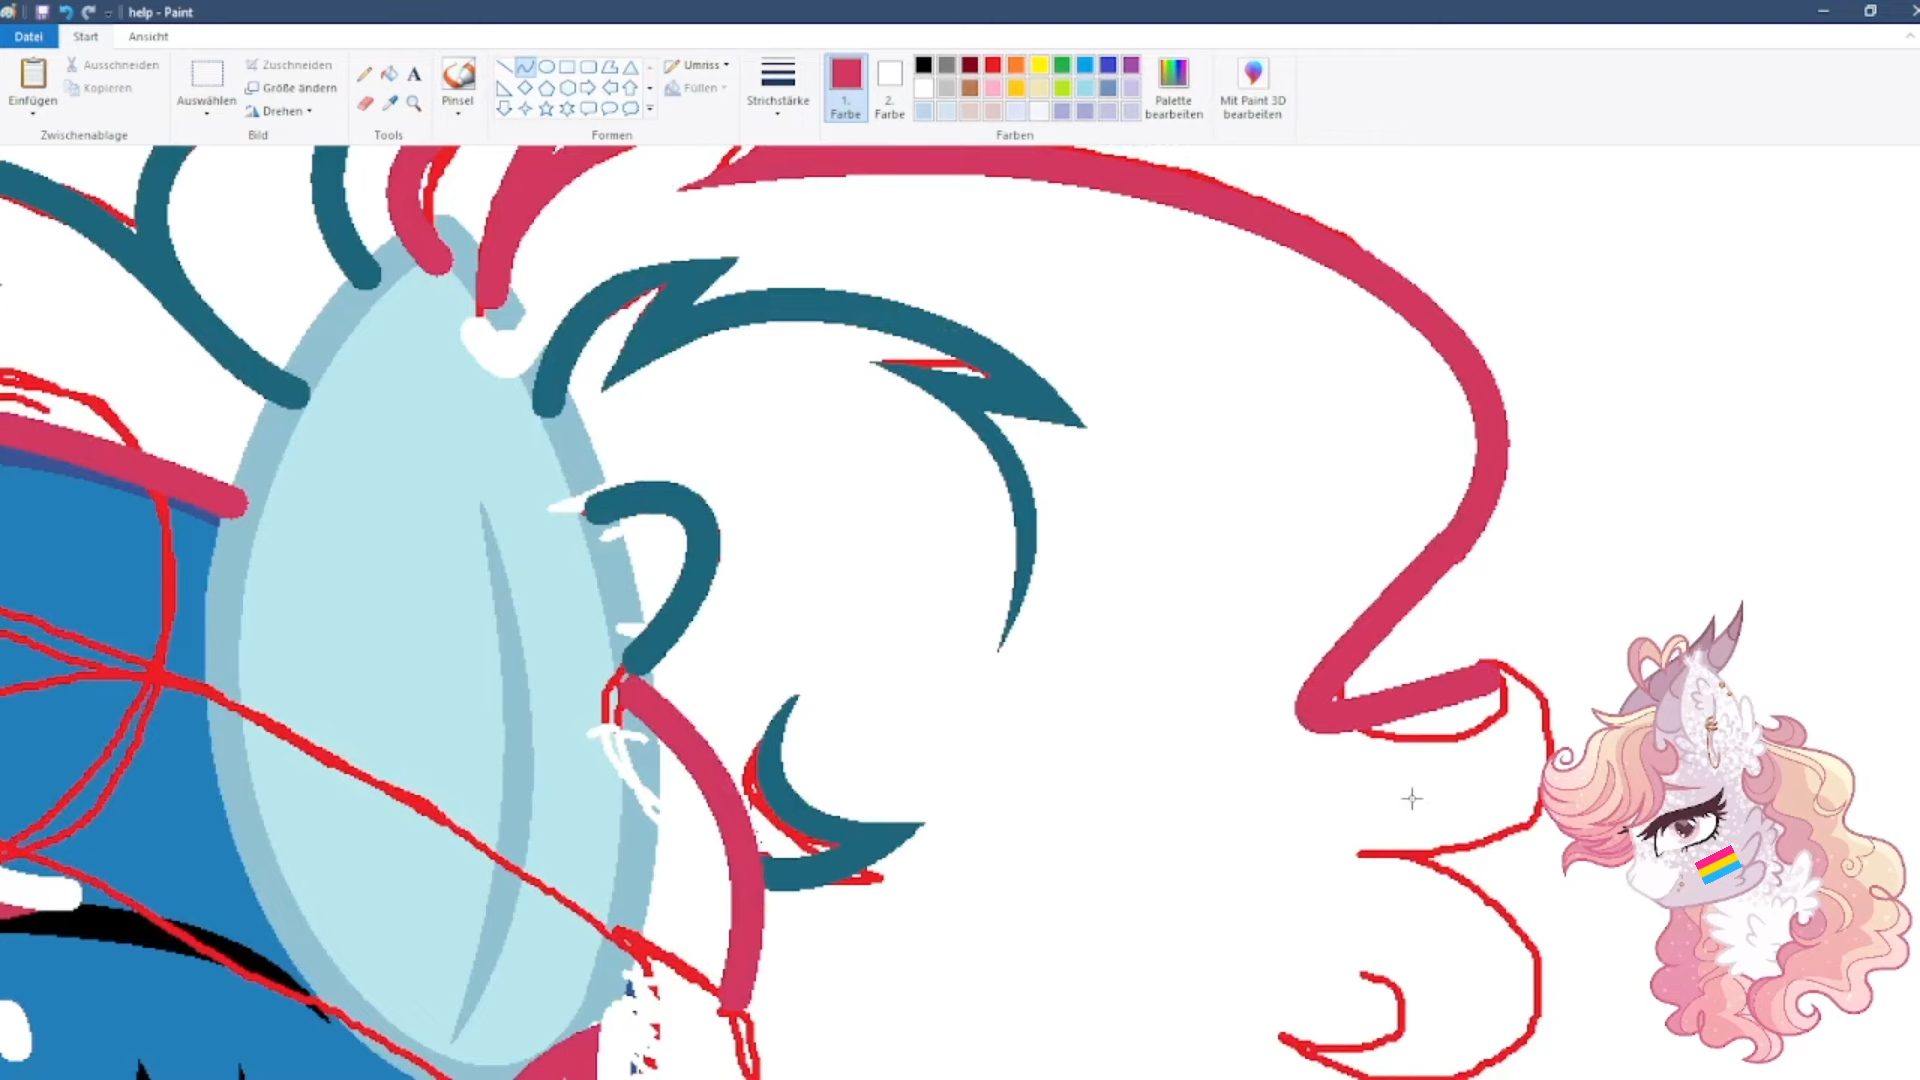 help - Paint
Datei Start Ansicht
Einfügen
Ausschneiden
Kopieren
Zwischenablage
Auswählen
Zuschneiden
Größe ändern
Drehen
Bild
A
Tools
Pinsel
Umriss
Füllen
Formen
Strichstärke
1.
Farbe
2.
Farbe
Palette
bearbeiten
Farben
Mit Paint 3D
bearbeiten